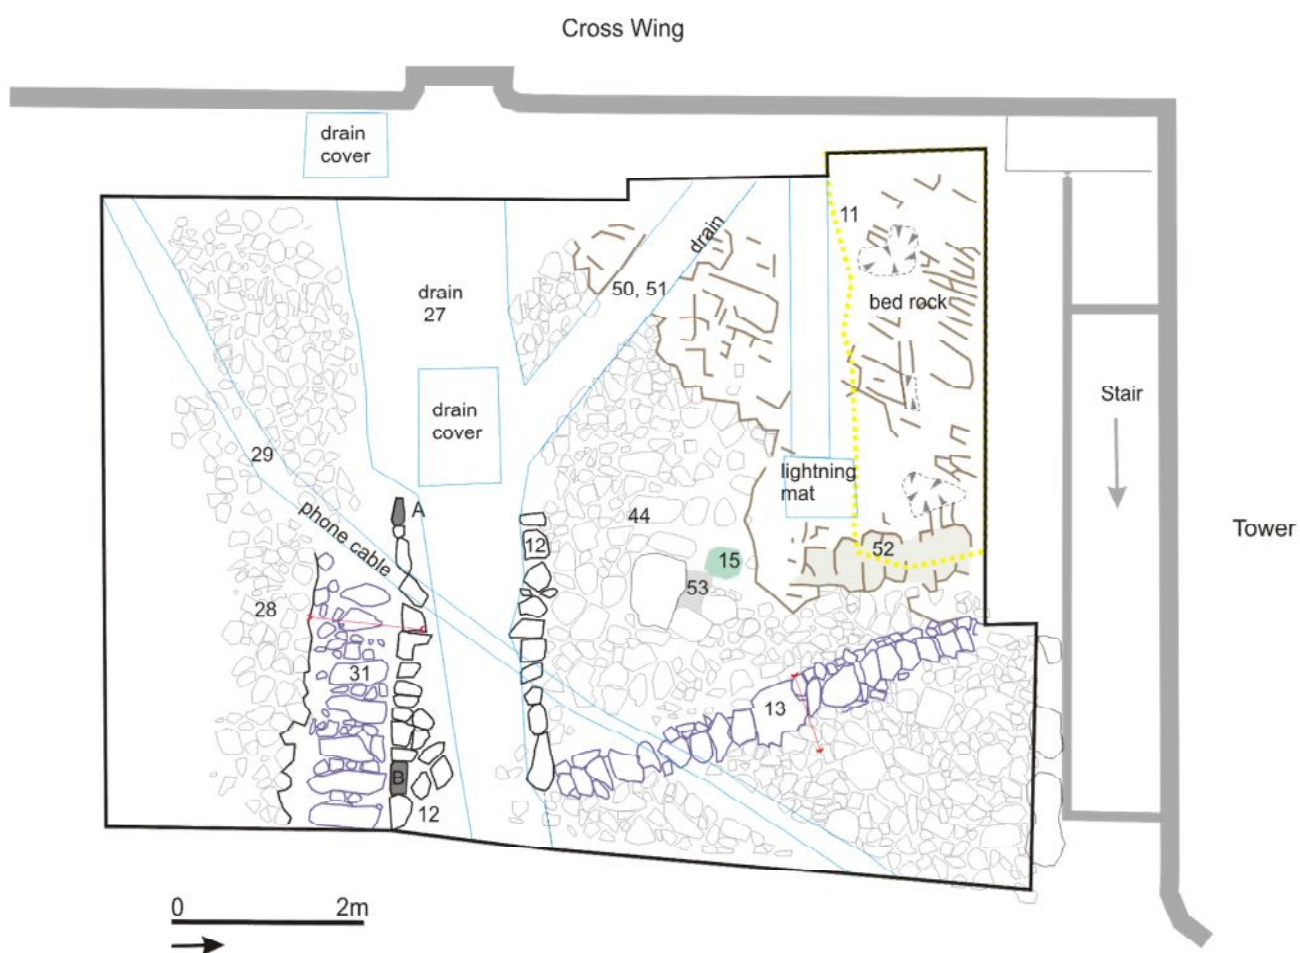 Cross Wing
drain
cover
11
drain
50, 51
bed rock
drain
27
Stair
drain
cover
29
lightning
mat
A
phone cable
44
12
52
Tower
15
53
28
31
13
B
12
0 2m